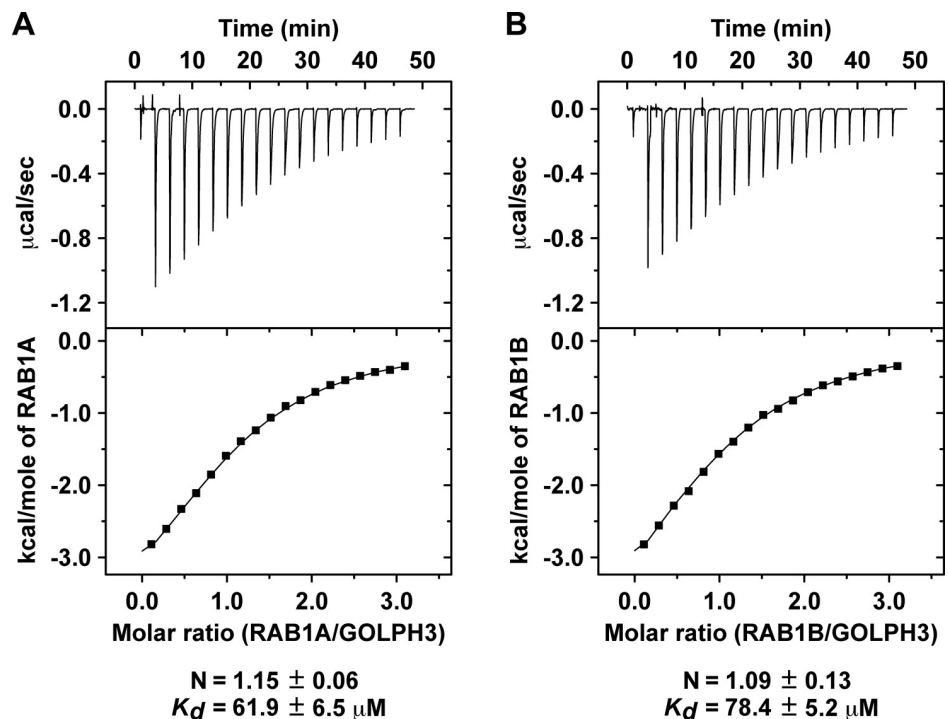 A
Time (min)
0 10 20 30 40 50
0.0
-0.4
-0.8
-1.2
μcal/sec
0.0
-1.0
-2.0
-3.0
kcal/mole of RAB1A
0.0 1.0 2.0 3.0
Molar ratio (RAB1A/GOLPH3)
N = 1.15 ± 0.06
Kd = 61.9 ± 6.5 μM
B
Time (min)
0 10 20 30 40 50
0.0
-0.4
-0.8
-1.2
μcal/sec
0.0
-1.0
-2.0
-3.0
kcal/mole of RAB1B
0.0 1.0 2.0 3.0
Molar ratio (RAB1B/GOLPH3)
N = 1.09 ± 0.13
Kd = 78.4 ± 5.2 μM